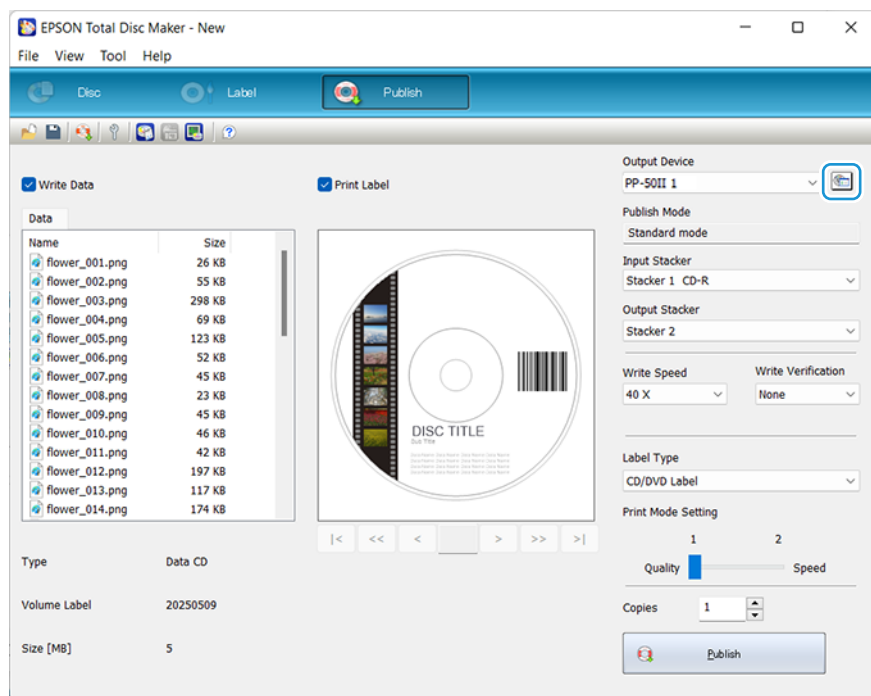 EPSON Total Disc Maker - New
File View Tool Help
Disc Label Publish
Write Data
Print Label
Data
Name Size
flower_001.png 26 KB
flower_002.png 55 KB
flower_003.png 298 KB
flower_004.png 69 KB
flower_005.png 123 KB
flower_006.png 52 KB
flower_007.png 45 KB
flower_008.png 23 KB
flower_009.png 45 KB
flower_010.png 46 KB
flower_011.png 42 KB
flower_012.png 197 KB
flower_013.png 117 KB
flower_014.png 174 KB
Type Data CD
Volume Label 20250509
Size [MB] 5
DISC TITLE
Sub Title
|< << < > >> >|
Output Device
PP-50II 1
Publish Mode
Standard mode
Input Stacker
Stacker 1 CD-R
Output Stacker
Stacker 2
Write Speed Write Verification
40 X None
Label Type
CD/DVD Label
Print Mode Setting
1 2
Quality Speed
Copies 1
Publish